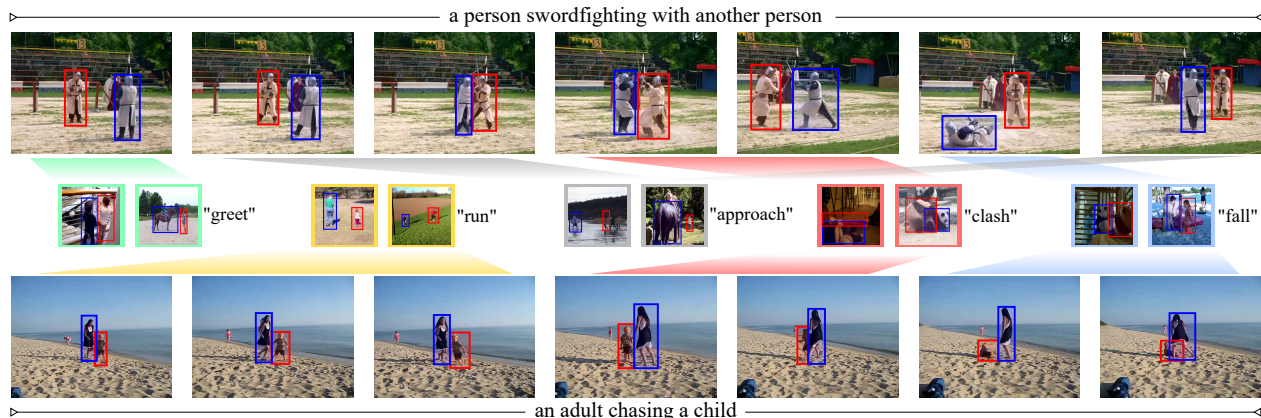 a person swordfighting with another person
"greet"
"run"
"approach"
"clash"
"fall"
an adult chasing a child